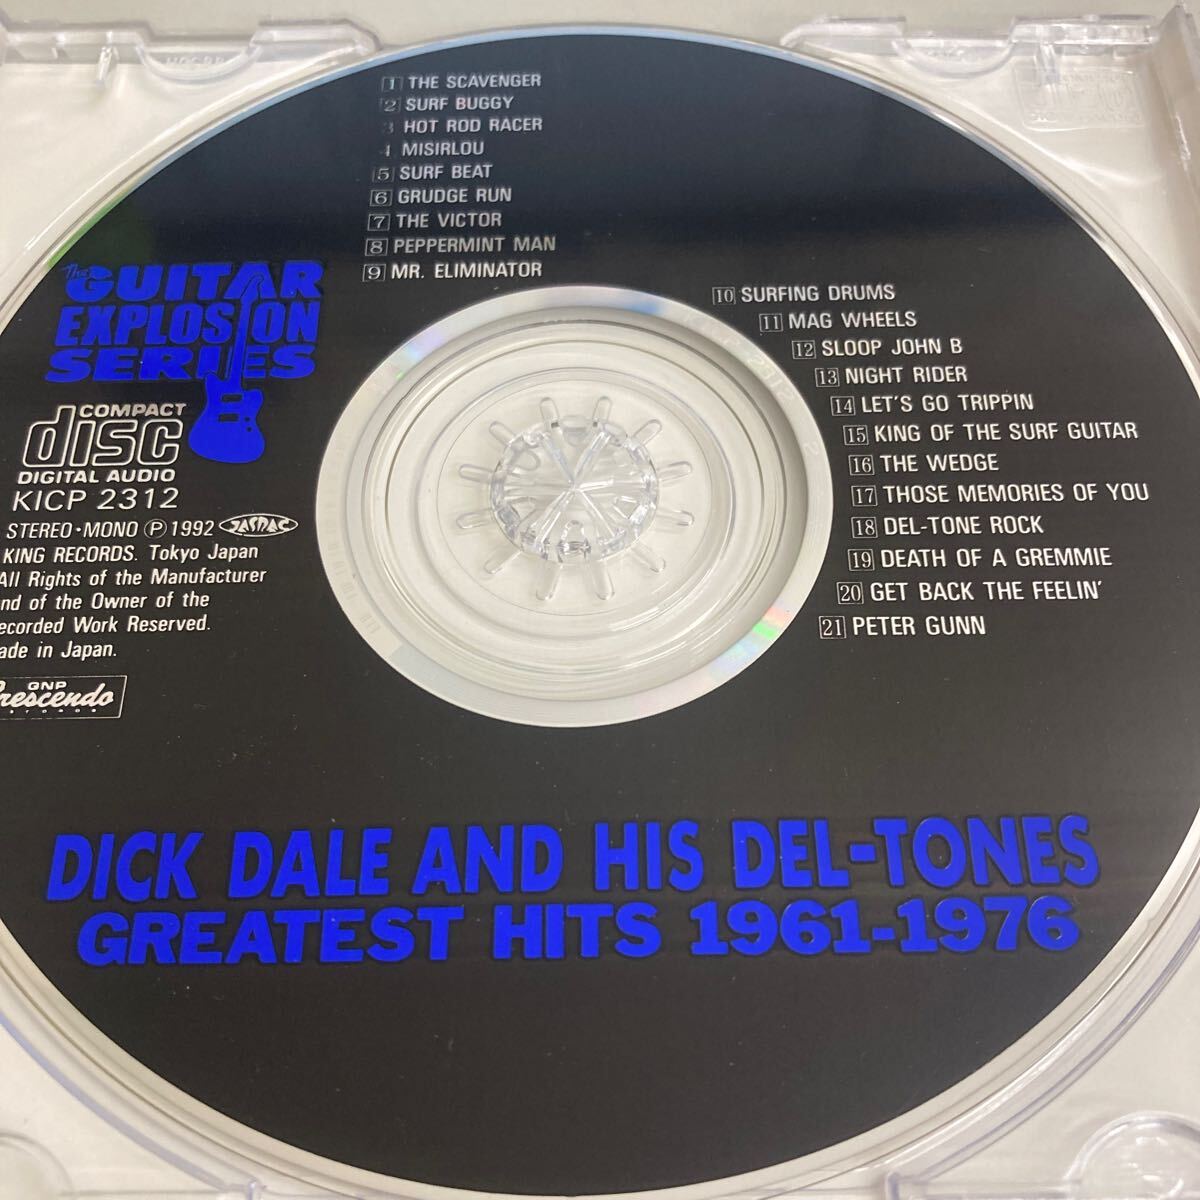 1 THE SCAVENGER
2 SURF BUGGY
3 HOT ROD RACER
4 MISIRLOU
5 SURF BEAT
6 GRUDGE RUN
7 THE VICTOR
8 PEPPERMINT MAN
9 MR. ELIMINATOR
10 SURFING DRUMS
11 MAG WHEELS
12 SLOOP JOHN B
13 NIGHT RIDER
14 LET'S GO TRIPPIN
15 KING OF THE SURF GUITAR
16 THE WEDGE
17 THOSE MEMORIES OF YOU
18 DEL-TONE ROCK
19 DEATH OF A GREMMIE
20 GET BACK THE FEELIN'
21 PETER GUNN
The GUITAR
EXPLOSION
SERIES
COMPACT
disc
DIGITAL AUDIO
KICP 2312
STEREO·MONO Ⓟ 1992 JASRAC
KING RECORDS. Tokyo Japan
All Rights of the Manufacturer
nd of the Owner of the
ecorded Work Reserved.
ade in Japan.
GNP
rescendo
RECORDS
DICK DALE AND HIS DEL-TONES
GREATEST HITS 1961-1976